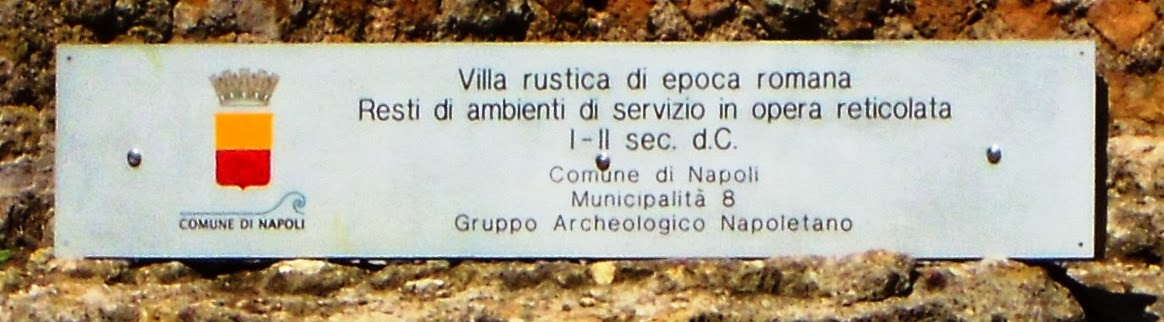 Villa rustica di epoca romana
Resti di ambienti di servizio in opera reticolata
I-II sec. d.C.
Comune di Napoli
Municipalità 8
Gruppo Archeologico Napoletano
COMUNE DI NAPOLI